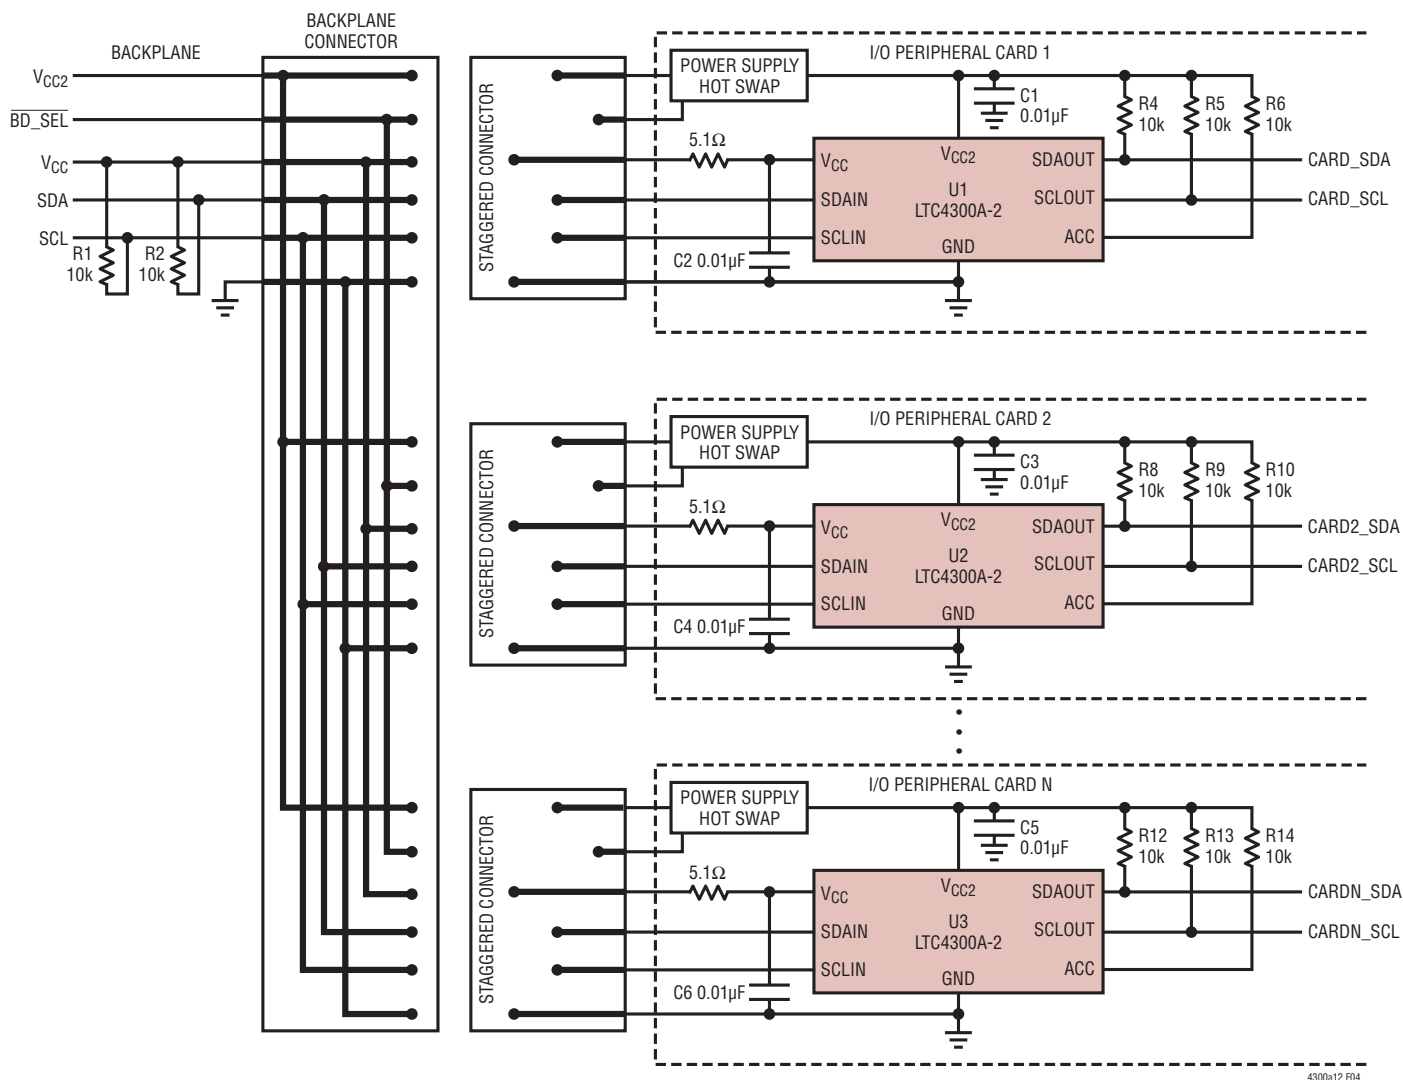 BACKPLANE
BACKPLANE
CONNECTOR
VCC2
BD_SEL
VCC
SDA
SCL
R1
10k
R2
10k
STAGGERED CONNECTOR
I/O PERIPHERAL CARD 1
POWER SUPPLY
HOT SWAP
C1
0.01µF
R4
10k
R5
10k
R6
10k
5.1Ω
VCC
VCC2
SDAOUT
CARD_SDA
SDAIN
U1
LTC4300A-2
SCLOUT
CARD_SCL
SCLIN
GND
ACC
C2 0.01µF
STAGGERED CONNECTOR
I/O PERIPHERAL CARD 2
POWER SUPPLY
HOT SWAP
C3
0.01µF
R8
10k
R9
10k
R10
10k
5.1Ω
VCC
VCC2
SDAOUT
CARD2_SDA
SDAIN
U2
LTC4300A-2
SCLOUT
CARD2_SCL
SCLIN
GND
ACC
C4 0.01µF
STAGGERED CONNECTOR
I/O PERIPHERAL CARD N
POWER SUPPLY
HOT SWAP
C5
0.01µF
R12
10k
R13
10k
R14
10k
5.1Ω
VCC
VCC2
SDAOUT
CARDN_SDA
SDAIN
U3
LTC4300A-2
SCLOUT
CARDN_SCL
SCLIN
GND
ACC
C6 0.01µF
4300a12 F04